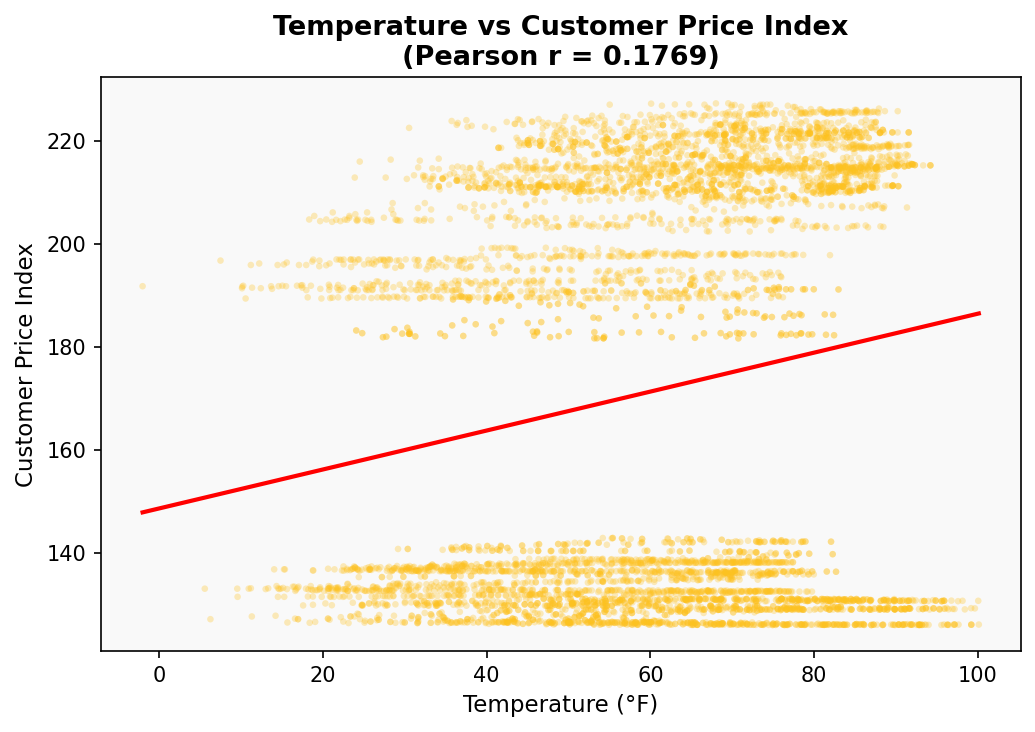 Temperature vs Customer Price Index
(Pearson r = 0.1769)
Customer Price Index
220
200
180
160
140
0 20 40 60 80 100
Temperature (°F)